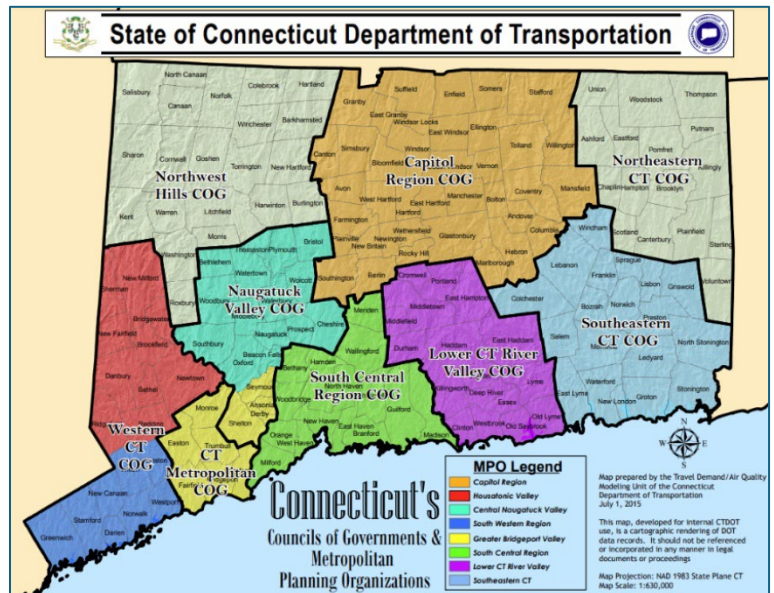 State of Connecticut Department of Transportation
North Canaan
Colebrook
Hartland
Salisbury
Canaan
Norfolk
Winchester
Barkhamsted
Sharon
Cornwall
Goshen
Torrington
New Hartford
Northwest
Hills COG
Kent
Warren
Litchfield
Harwinton
Burlington
Morris
Washington
Roxbury
Suffield
Enfield
Somers
Stafford
Granby
East Granby
Windsor Locks
East Windsor
Ellington
Canton
Simsbury
Windsor
Tolland
Willington
Bloomfield
Vernon
Capitol
Region COG
Avon
West Hartford
East Hartford
Manchester
Bolton
Coventry
Mansfield
Farmington
Hartford
Andover
Columbia
Plainville
Newington
Wethersfield
Glastonbury
New Britain
Rocky Hill
Hebron
Marlborough
Southington
Berlin
Union
Woodstock
Thompson
Ashford
Eastford
Putnam
Pomfret
Northeastern
CT COG
Killingly
Chaplin
Hampton
Brooklyn
Scotland
Canterbury
Plainfield
Sterling
Voluntown
Bristol
Plymouth
Bethlehem
Watertown
Wolcott
Naugatuck
Valley COG
Woodbury
Prospect
Cheshire
Naugatuck
Southbury
Oxford
Beacon Falls
Seymour
Ansonia
Derby
Shelton
Sherman
New Milford
Bridgewater
New Fairfield
Brookfield
Danbury
Bethel
Newtown
Western
CT
COG
New Canaan
Stamford
Norwalk
Westport
Greenwich
Darien
Monroe
Easton
Trumbull
CT
Metropolitan
COG
Fairfield
Meriden
Wallingford
Bethany
Hamden
South Central
Region COG
North Haven
Woodbridge
Guilford
New Haven
East Haven
Branford
Orange
West Haven
Milford
Madison
Cromwell
Portland
Middletown
East Hampton
Middlefield
Durham
Haddam
East Haddam
Lower CT River
Valley COG
Killingworth
Deep River
Lyme
Essex
Clinton
Westbrook
Old Lyme
Old Saybrook
Windham
Sprague
Lebanon
Franklin
Lisbon
Griswold
Colchester
Bozrah
Norwich
Preston
Southeastern
CT COG
Salem
North Stonington
Ledyard
Waterford
East Lyme
New London
Groton
Stonington
N
W E
S
Connecticut's
Councils of Governments &
Metropolitan
Planning Organizations
MPO Legend
Capitol Region
Housatonic Valley
Central Naugatuck Valley
South Western Region
Greater Bridgeport Valley
South Central Region
Lower CT River Valley
Southeastern CT
Map prepared by the Travel Demand/Air Quality
Modeling Unit of the Connecticut
Department of Transportation
July 1, 2015
This map, developed for internal CTDOT
use, is a cartographic rendering of DOT
data records. It should not be referenced
or incorporated in any manner in legal
documents or proceedings
Map Projection: NAD 1983 State Plane CT
Map Scale: 1:630,000